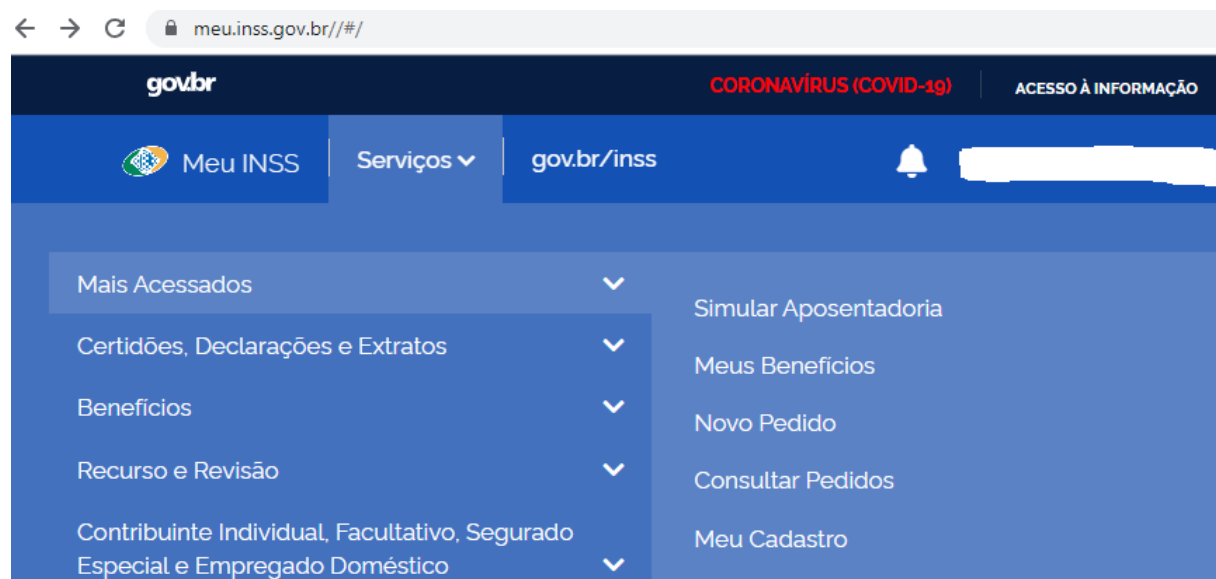 meu.inss.gov.br//#/
gov.br CORONAVÍRUS (COVID-19) ACESSO À INFORMAÇÃO
Meu INSS Serviços gov.br/inss
Mais Acessados
Certidões, Declarações e Extratos
Benefícios
Recurso e Revisão
Contribuinte Individual, Facultativo, Segurado
Especial e Empregado Doméstico
Simular Aposentadoria
Meus Benefícios
Novo Pedido
Consultar Pedidos
Meu Cadastro